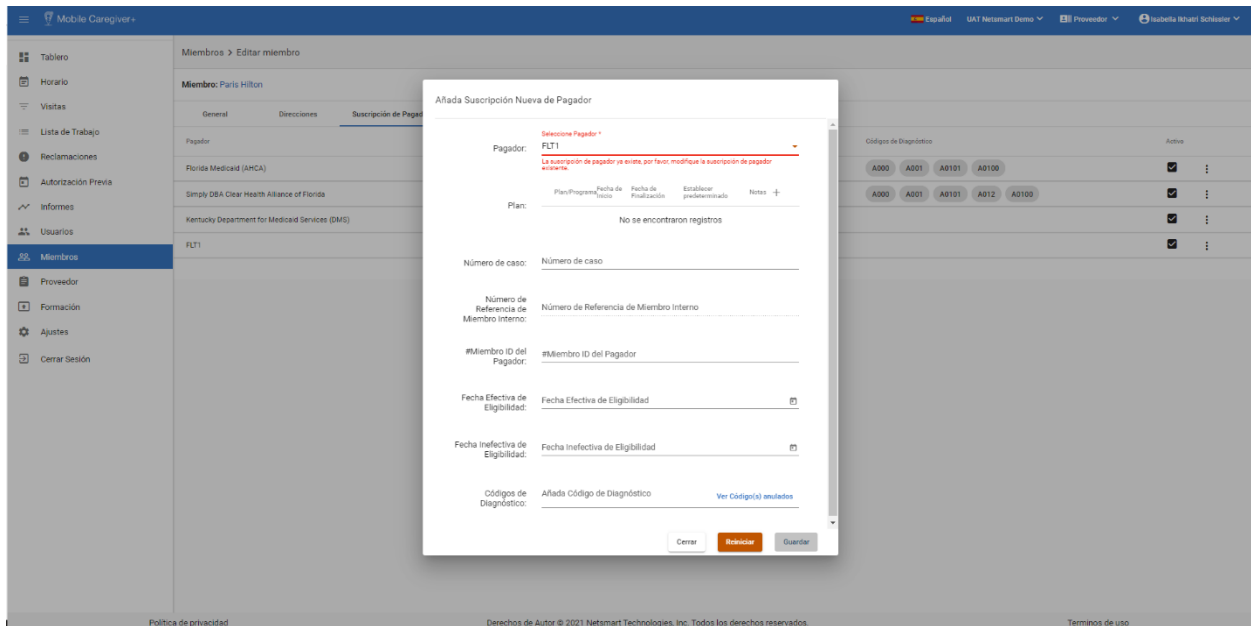 Mobile Caregiver+
Español UAT Netsmart Demo Proveedor Isabella Ikhatri Schissler
Tablero
Horario
Visitas
Lista de Trabajo
Reclamaciones
Autorización Previa
Informes
Usuarios
Miembros
Proveedor
Formación
Ajustes
Cerrar Sesión
Miembros > Editar miembro
Miembro: Paris Hilton
General Direcciones Suscripción de Pagad
Pagador Códigos de Diagnóstico Activo
Florida Medicaid (AHCA) A000 A001 A0101 A0100
Simply DBA Clear Health Alliance of Florida A000 A001 A0101 A012 A0100
Kentucky Department for Medicaid Services (DMS)
FLT1
Añada Suscripción Nueva de Pagador
Seleccione Pagador *
Pagador: FLT1
La suscripción de pagador ya existe, por favor, modifique la suscripción de pagador
existente.
Plan/Programa Fecha de Inicio Fecha de Finalización Establecer predeterminado Notas +
Plan:
No se encontraron registros
Número de caso: Número de caso
Número de
Referencia de
Miembro Interno: Número de Referencia de Miembro Interno
#Miembro ID del
Pagador: #Miembro ID del Pagador
Fecha Efectiva de
Eligibilidad: Fecha Efectiva de Eligibilidad
Fecha Inefectiva de
Eligibilidad: Fecha Inefectiva de Eligibilidad
Códigos de
Diagnóstico: Añada Código de Diagnóstico Ver Código(s) anulados
Cerrar Reiniciar Guardar
Política de privacidad Derechos de Autor © 2021 Netsmart Technologies, Inc. Todos los derechos reservados. Terminos de uso